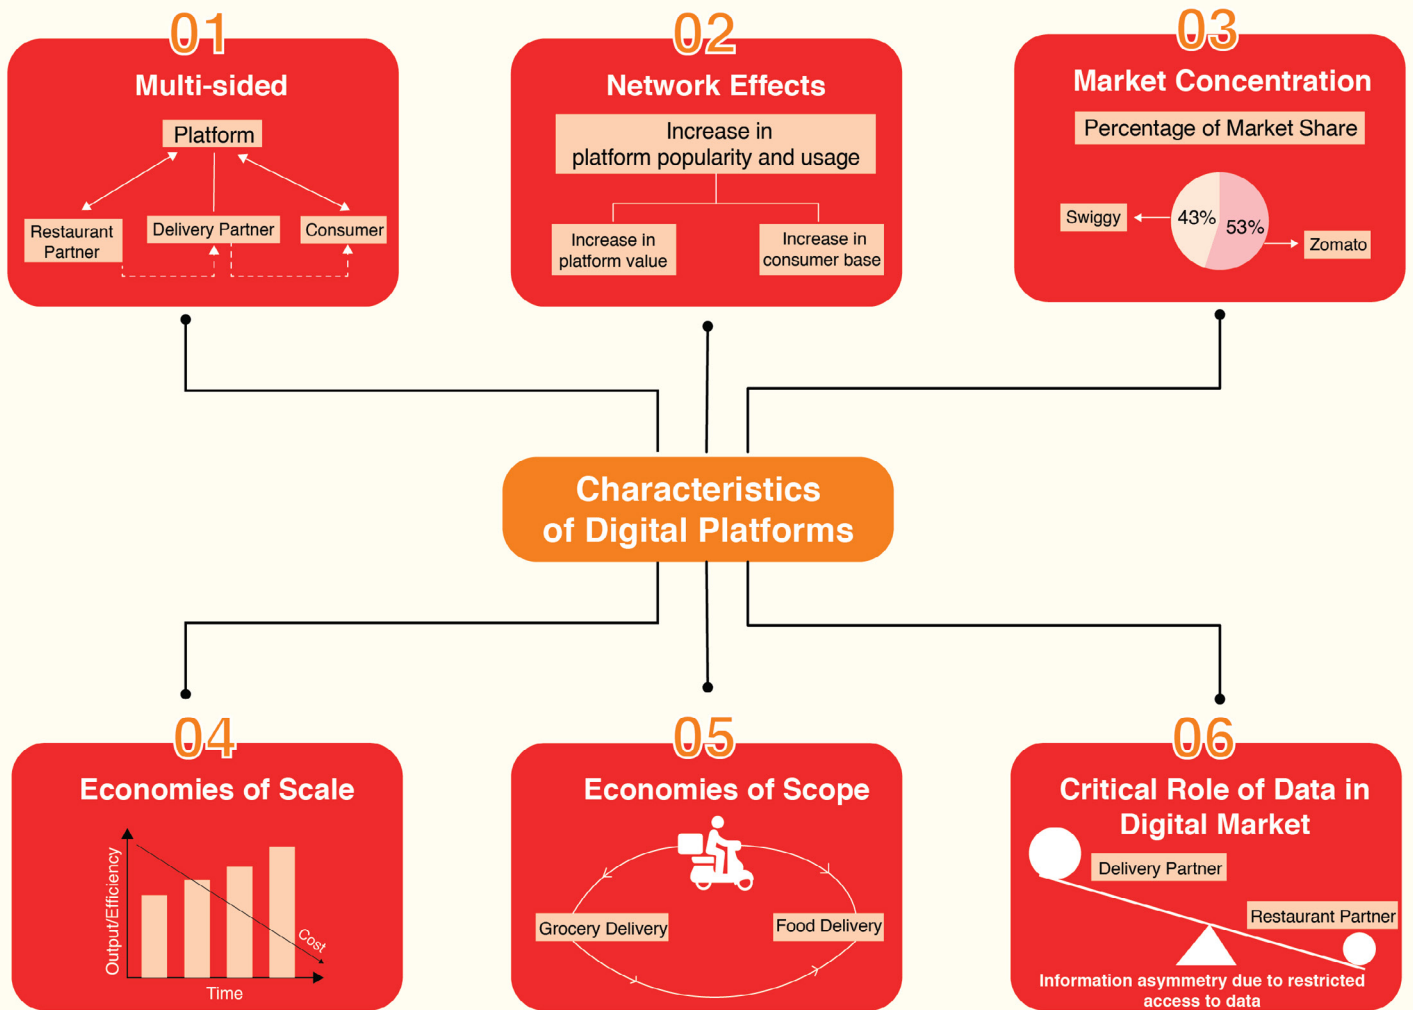 01
Multi-sided
Platform
Restaurant
Partner
Delivery Partner
Consumer
02
Network Effects
Increase in
platform popularity and usage
Increase in
platform value
Increase in
consumer base
03
Market Concentration
Percentage of Market Share
Swiggy
43%
53%
Zomato
Characteristics
of Digital Platforms
04
Economies of Scale
Output/Efficiency
Cost
Time
05
Economies of Scope
Grocery Delivery
Food Delivery
06
Critical Role of Data in
Digital Market
Delivery Partner
Restaurant Partner
Information asymmetry due to restricted
access to data